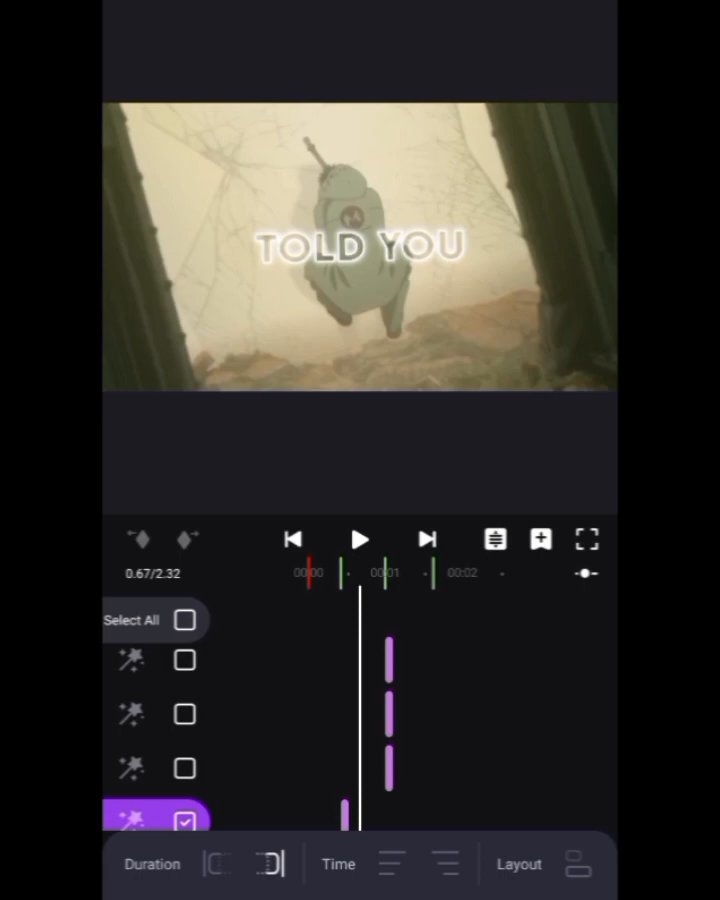 TOLD YOU
0.67/2.32
00:00
00:01
00:02
Select All
Duration
Time
Layout